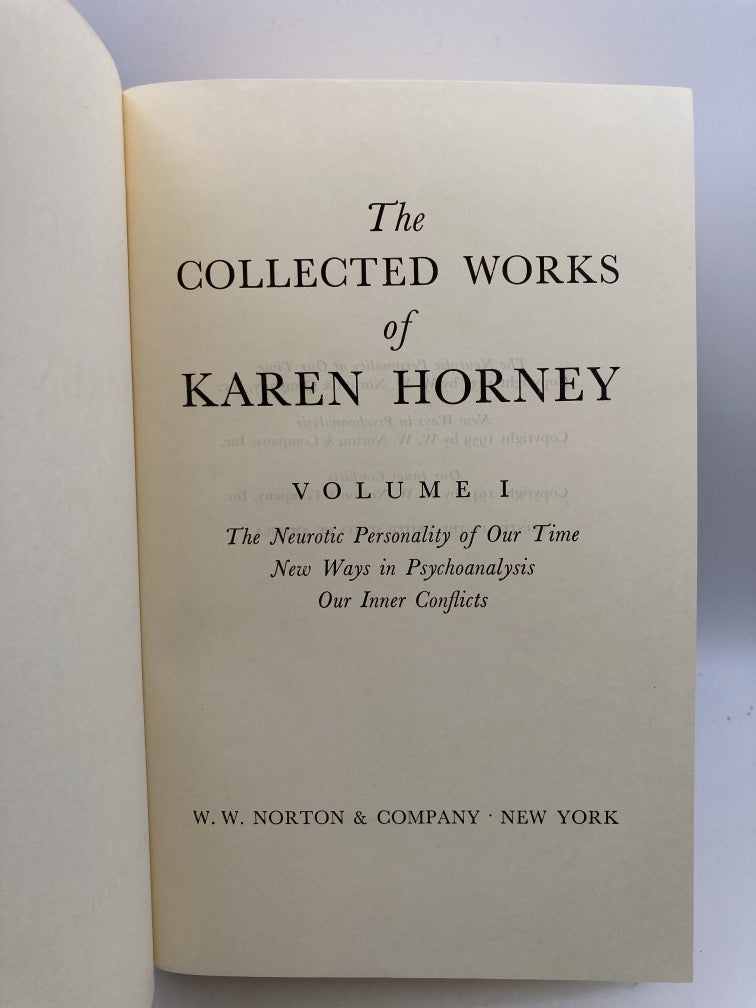 The
COLLECTED WORKS
of
KAREN HORNEY
VOLUME I
The Neurotic Personality of Our Time
New Ways in Psychoanalysis
Our Inner Conflicts
W. W. NORTON & COMPANY · NEW YORK